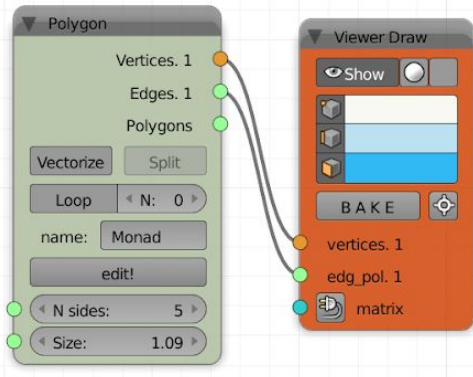 Polygon
Vertices. 1
Edges. 1
Polygons
Vectorize Split
Loop N: 0
name: Monad
edit!
N sides: 5
Size: 1.09
Viewer Draw
Show
BAKE
vertices. 1
edg_pol. 1
matrix